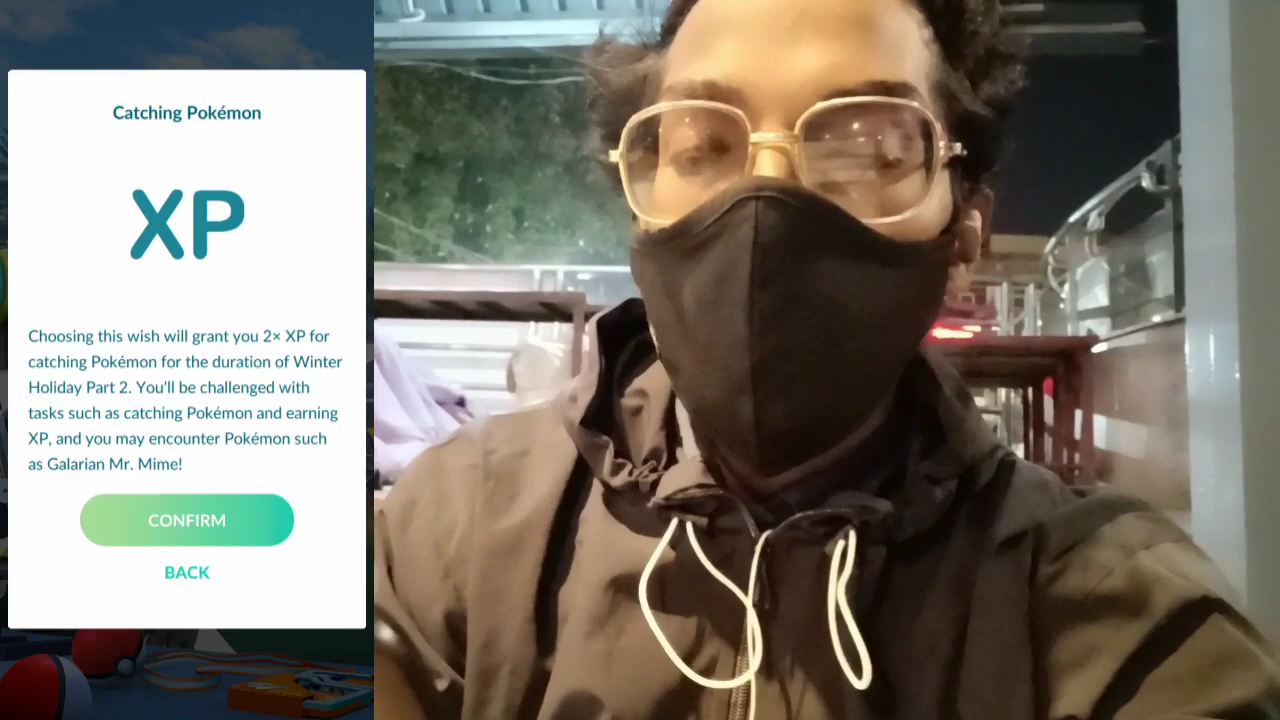 Catching Pokémon
XP
Choosing this wish will grant you 2× XP for
catching Pokémon for the duration of Winter
Holiday Part 2. You'll be challenged with
tasks such as catching Pokémon and earning
XP, and you may encounter Pokémon such
as Galarian Mr. Mime!
CONFIRM
BACK